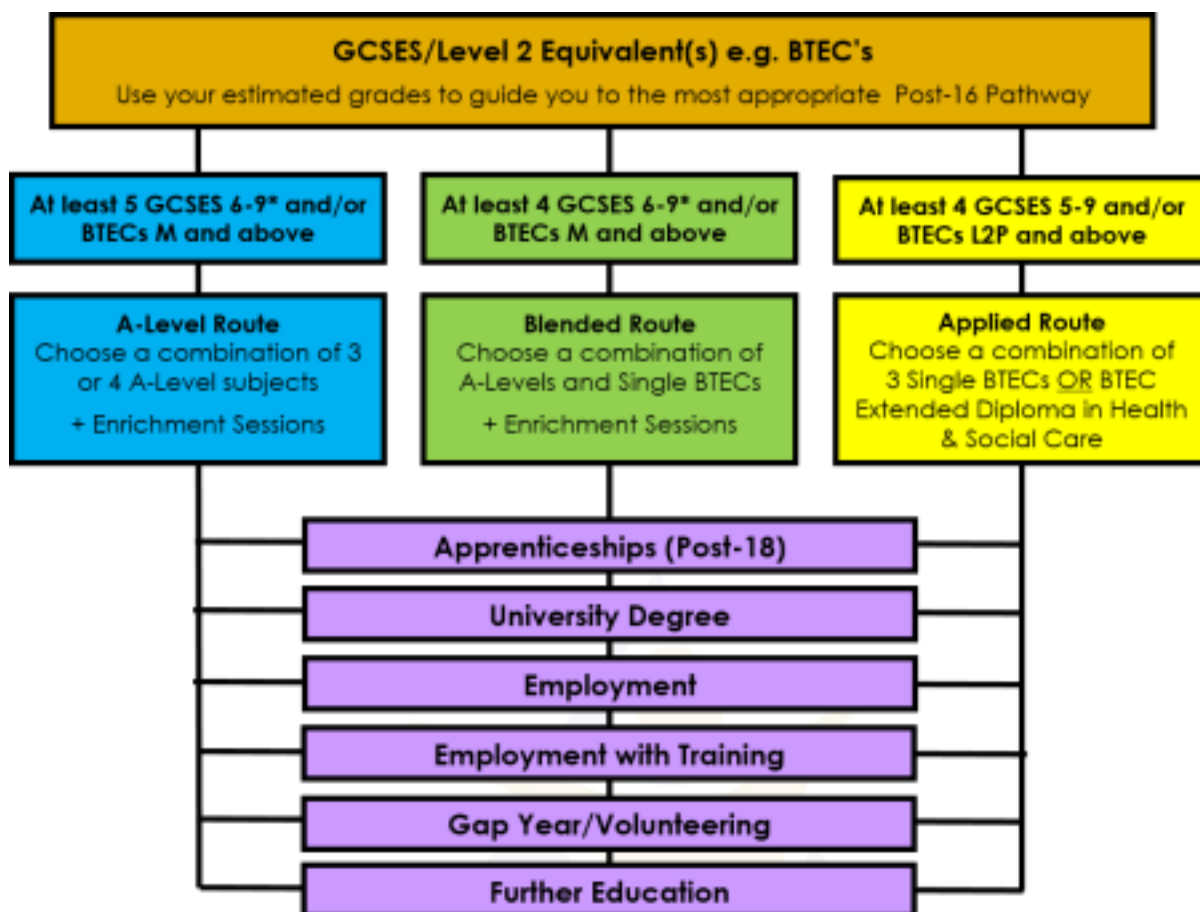 GCSES/Level 2 Equivalent(s) e.g. BTEC's
Use your estimated grades to guide you to the most appropriate Post-16 Pathway
At least 5 GCSES 6-9* and/or
BTECs M and above
At least 4 GCSES 6-9* and/or
BTECs M and above
At least 4 GCSES 5-9 and/or
BTECs L2P and above
A-Level Route
Choose a combination of 3
or 4 A-Level subjects
+ Enrichment Sessions
Blended Route
Choose a combination of
A-Levels and Single BTECs
+ Enrichment Sessions
Applied Route
Choose a combination of
3 Single BTECs OR BTEC
Extended Diploma in Health
& Social Care
Apprenticeships (Post-18)
University Degree
Employment
Employment with Training
Gap Year/Volunteering
Further Education